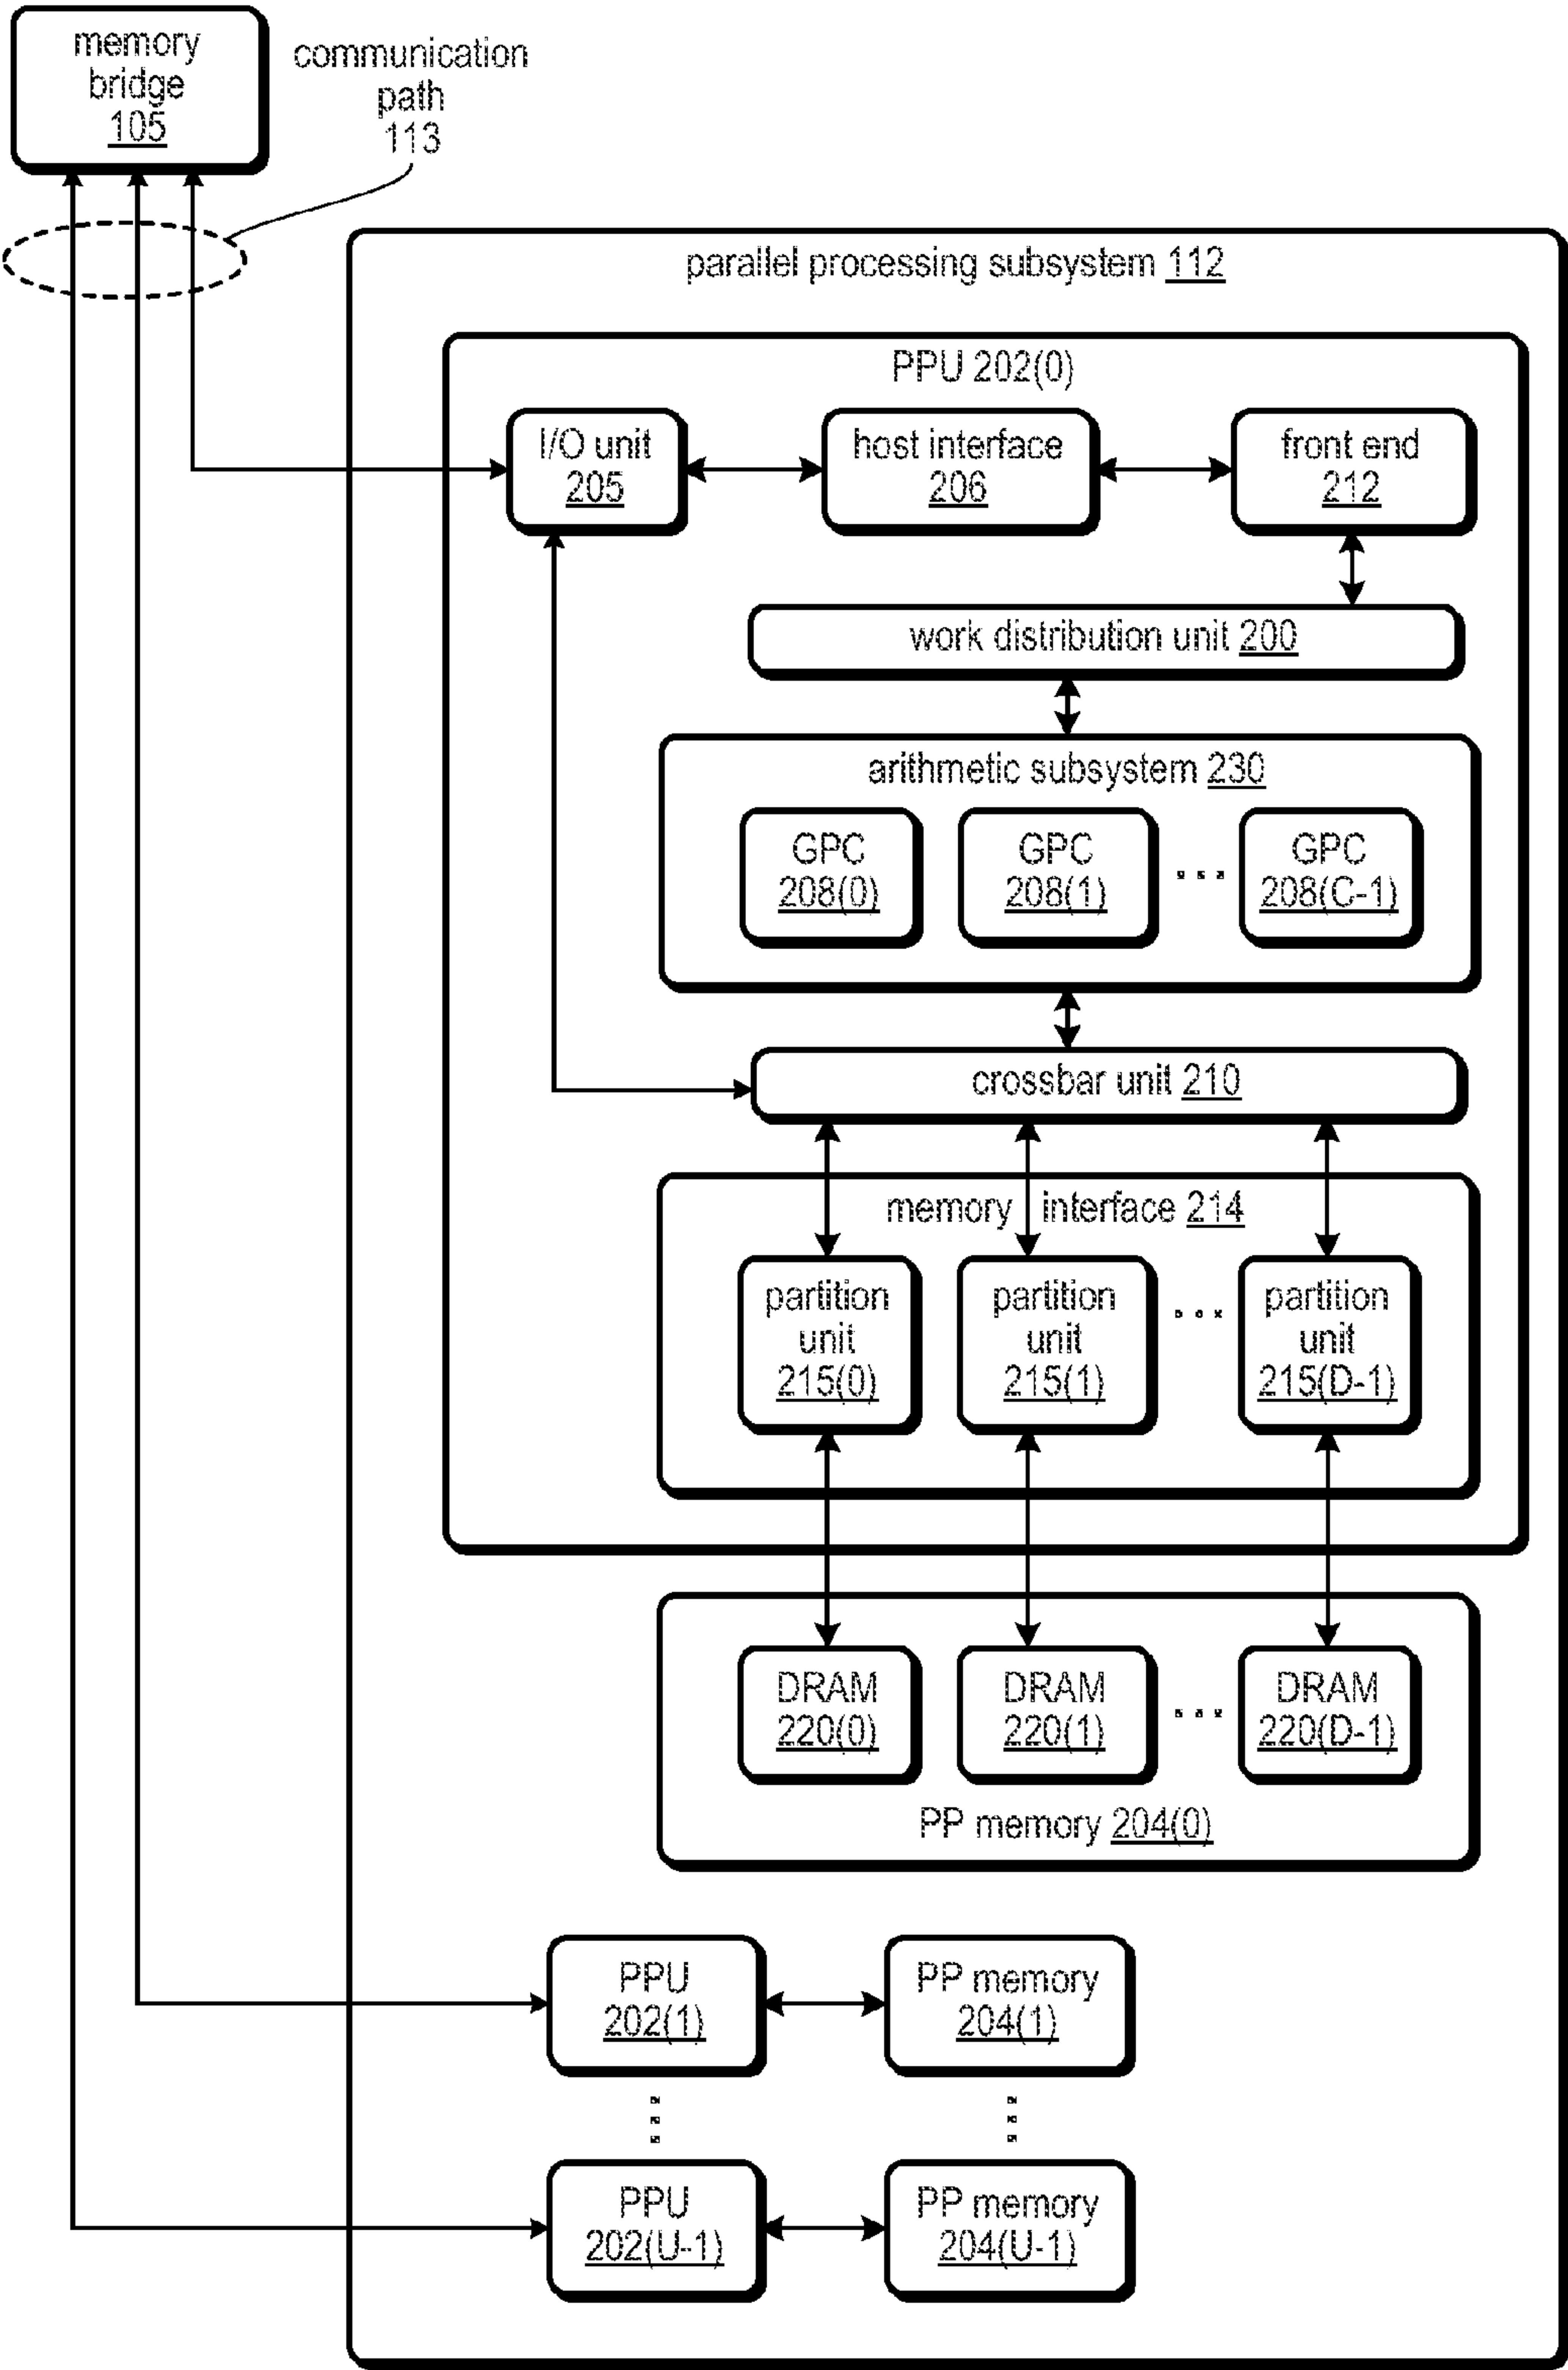 memory
bridge
105
communication
path
113
parallel processing subsystem 112
PPU 202(0)
I/O unit
205
host interface
206
front end
212
work distribution unit 200
arithmetic subsystem 230
GPC
208(0)
GPC
208(1)
...
GPC
208(C-1)
crossbar unit 210
memory interface 214
partition
unit
215(0)
partition
unit
215(1)
...
partition
unit
215(D-1)
DRAM
220(0)
DRAM
220(1)
...
DRAM
220(D-1)
PP memory 204(0)
PPU
202(1)
PP memory
204(1)
PPU
202(U-1)
PP memory
204(U-1)